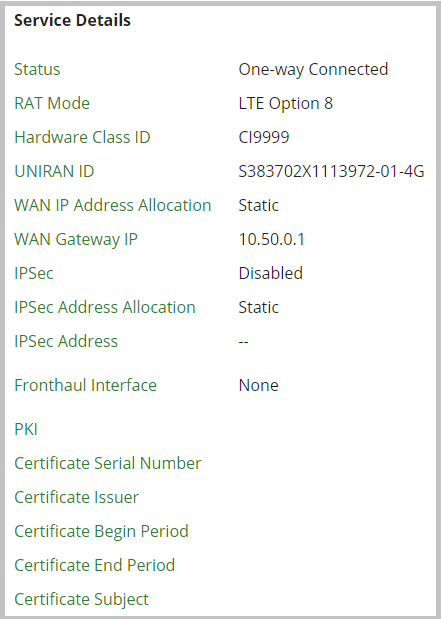 Service Details
Status One-way Connected
RAT Mode LTE Option 8
Hardware Class ID CI9999
UNIRAN ID S383702X1113972-01-4G
WAN IP Address Allocation Static
WAN Gateway IP 10.50.0.1
IPSec Disabled
IPSec Address Allocation Static
IPSec Address --
Fronthaul Interface None
PKI
Certificate Serial Number
Certificate Issuer
Certificate Begin Period
Certificate End Period
Certificate Subject